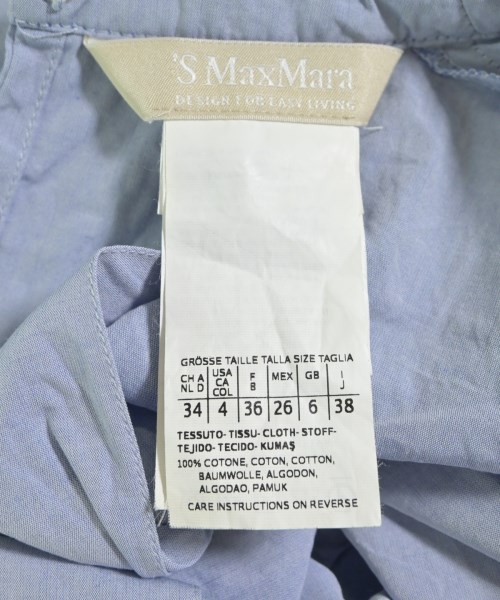 'S MaxMara
DESIGN FOR EASY LIVING
GRÖSSE TAILLE TALLA SIZE TAGLIA
CH A USA F MEX GB I
NL D CA B J
COL
34 4 36 26 6 38
TESSUTO- TISSU- CLOTH- STOFF-
TEJIDO- TECIDO- KUMAŞ
100% COTONE, COTON, COTTON,
BAUMWOLLE, ALGODON,
ALGODAO, PAMUK
CARE INSTRUCTIONS ON REVERSE